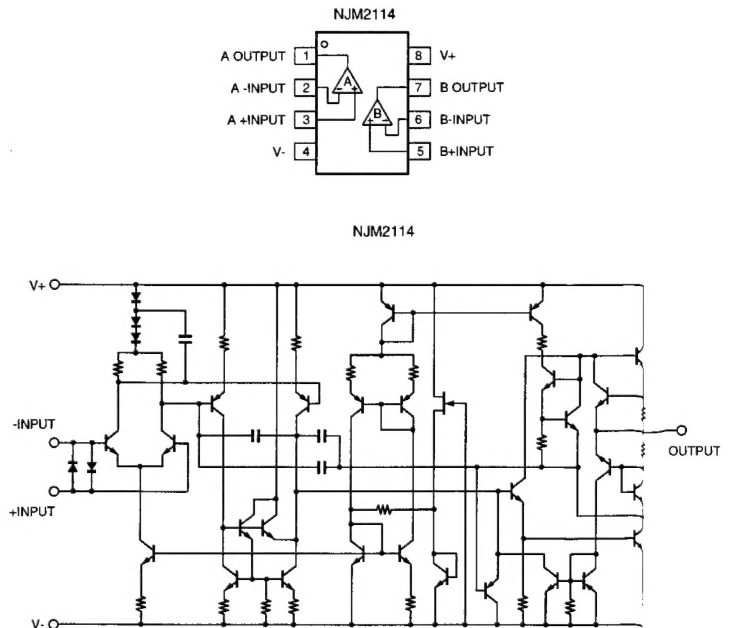 NJM2114
A OUTPUT 1 8 V+
A -INPUT 2 A 7 B OUTPUT
A +INPUT 3 B 6 B-INPUT
V- 4 5 B+INPUT
NJM2114
V+
-INPUT
OUTPUT
+INPUT
V-